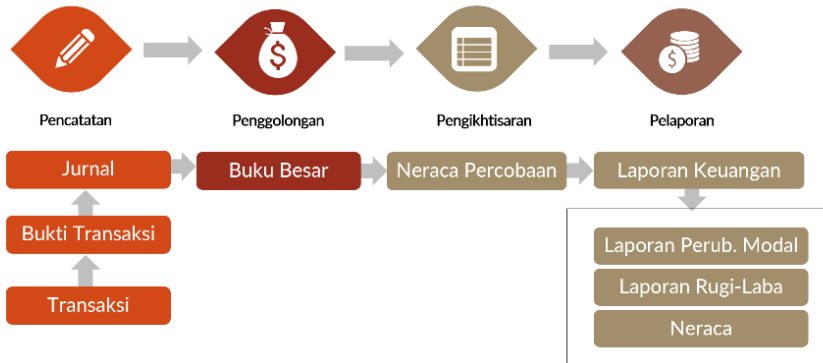 Pencatatan
Penggolongan
Pengikhtisaran
Pelaporan
Jurnal
Buku Besar
Neraca Percobaan
Laporan Keuangan
Bukti Transaksi
Transaksi
Laporan Perub. Modal
Laporan Rugi-Laba
Neraca